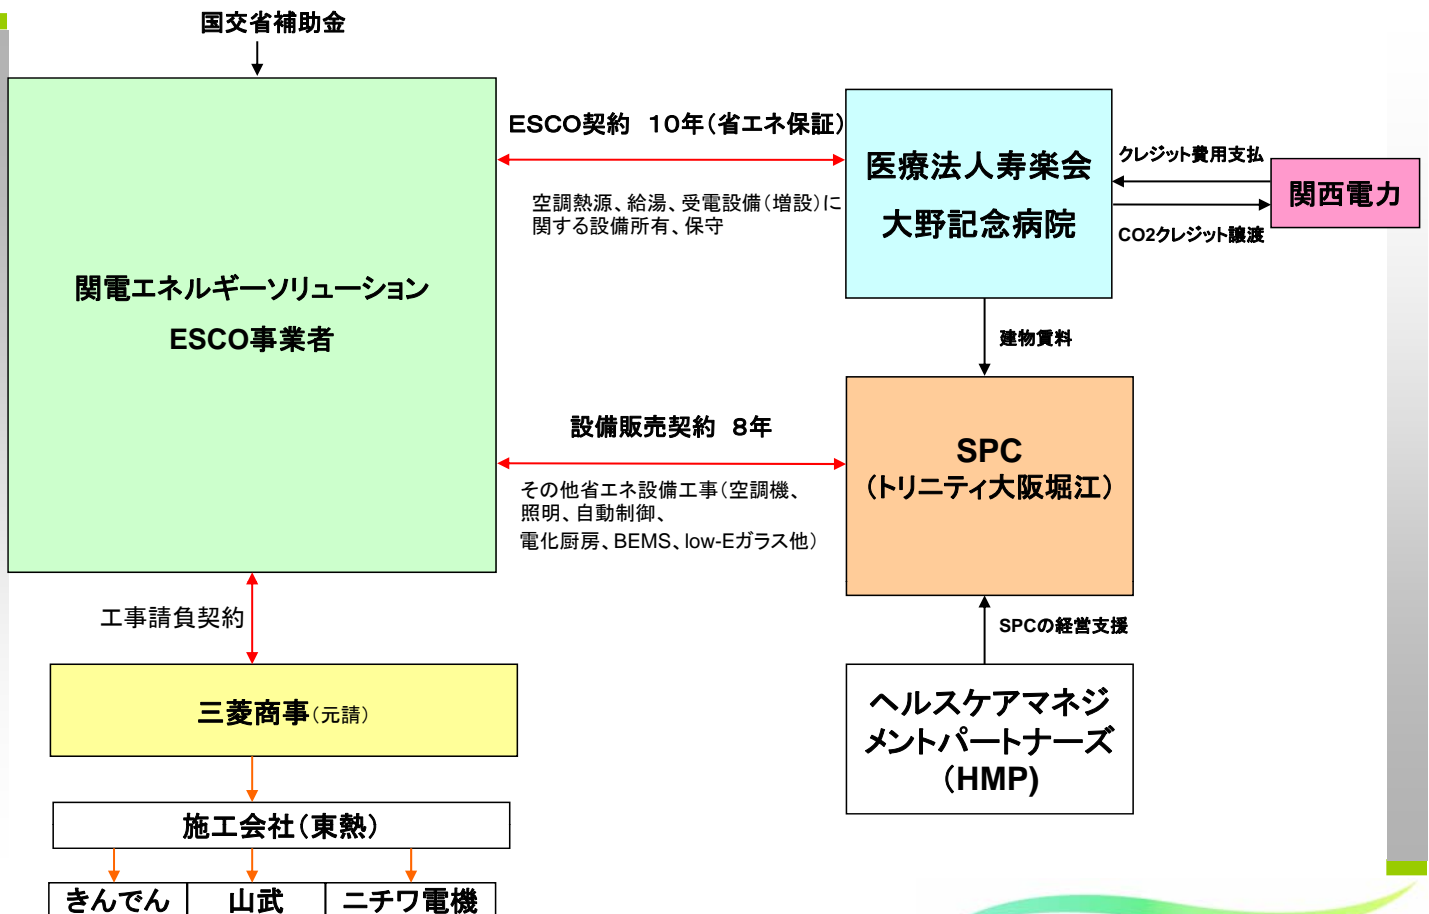 国交省補助金
関電エネルギーソリューション
ESCO事業者
ESCO契約　10年（省エネ保証）
空調熱源、給湯、受電設備（増設）に
関する設備所有、保守
医療法人寿楽会
大野記念病院
クレジット費用支払
CO2クレジット譲渡
関西電力
建物賃料
設備販売契約　8年
その他省エネ設備工事（空調機、
照明、自動制御、
電化厨房、BEMS、low-Eガラス他）
SPC
（トリニティ大阪堀江）
SPCの経営支援
ヘルスケアマネジ
メントパートナーズ
（HMP)
工事請負契約
三菱商事（元請）
施工会社（東熱）
きんでん
山武
ニチワ電機